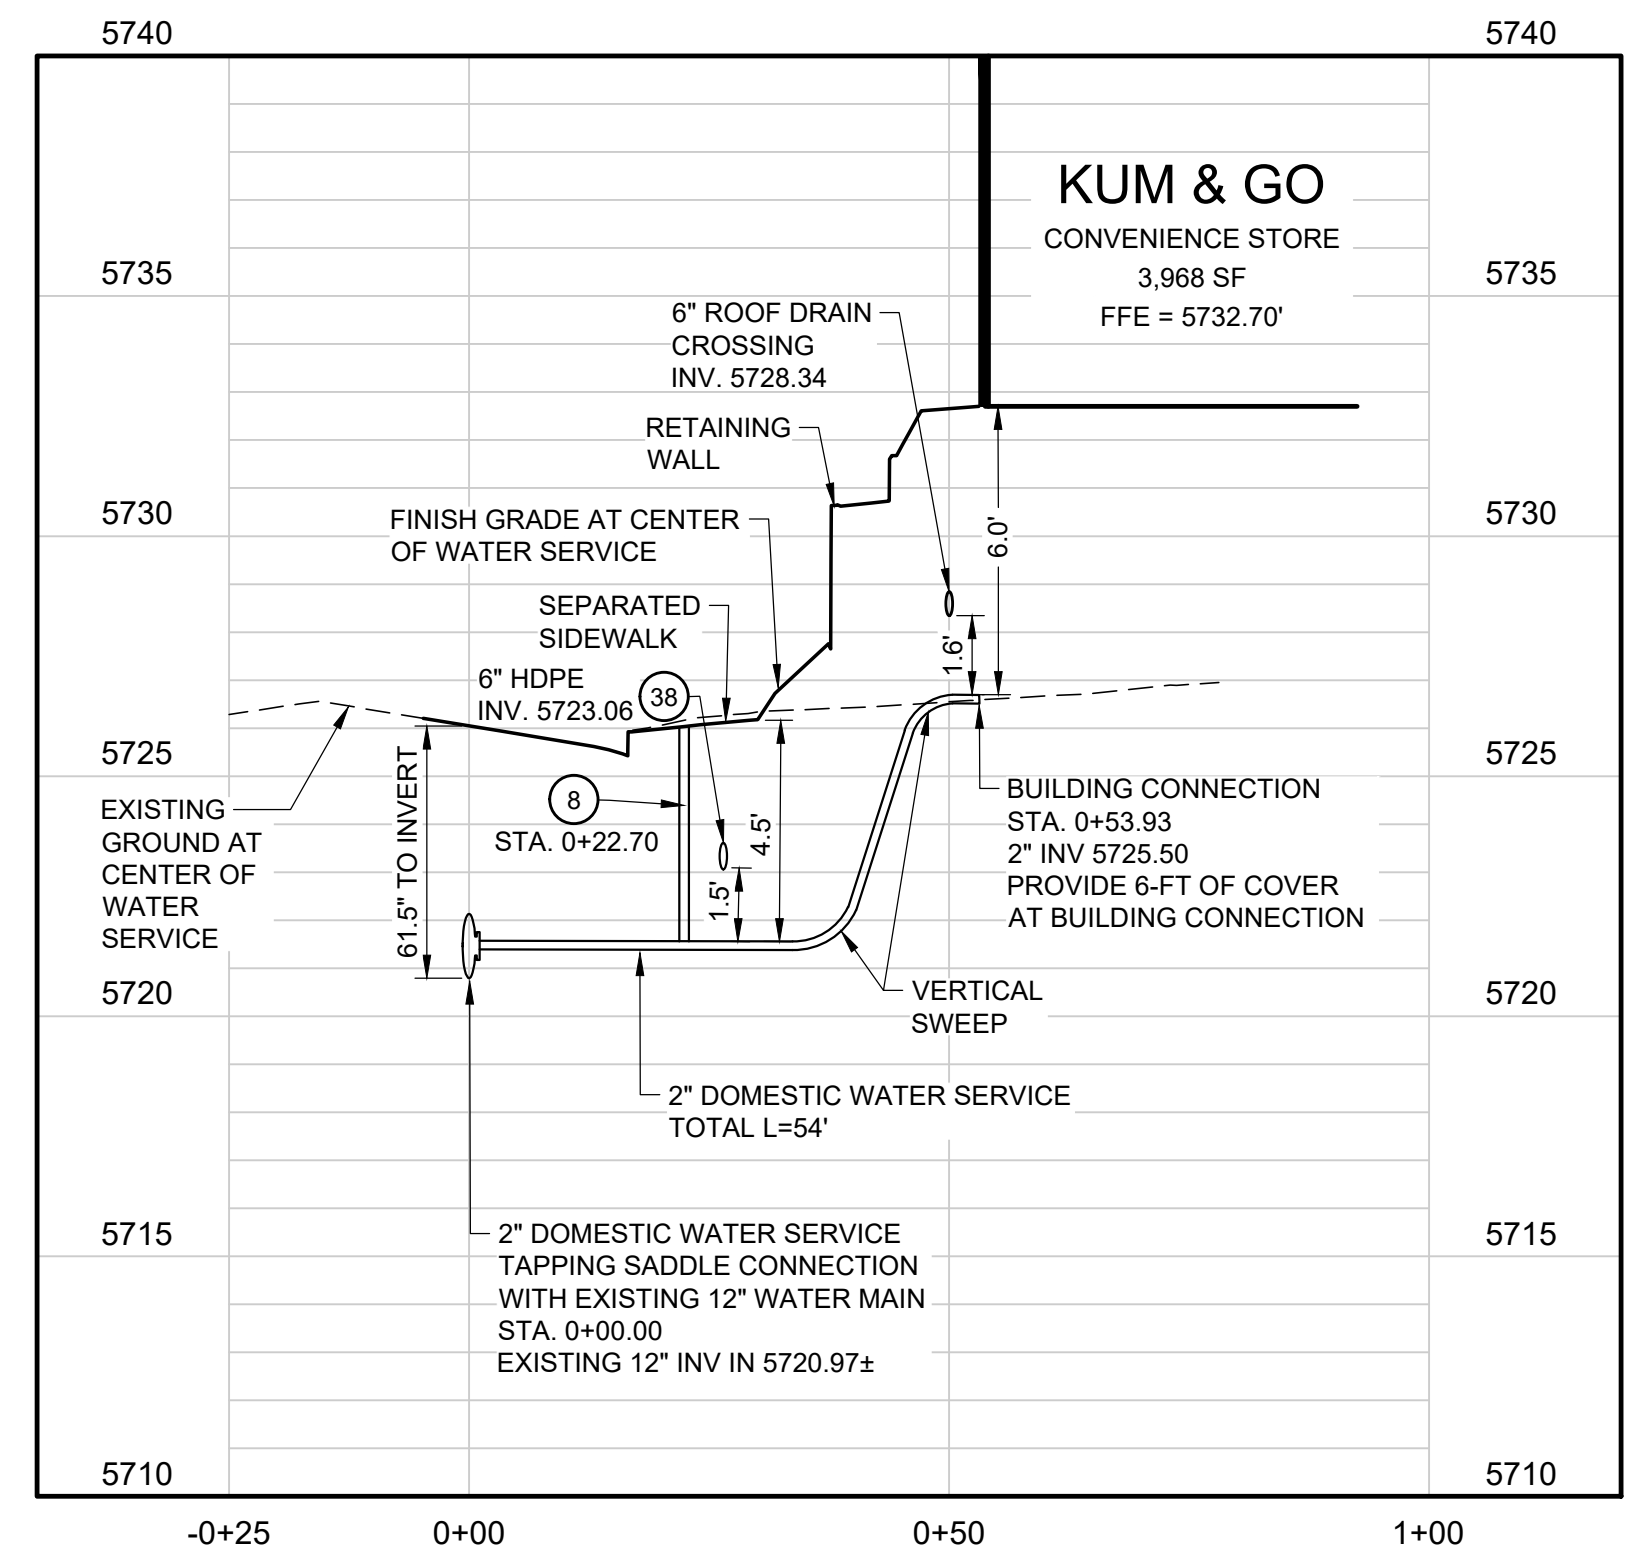 5740
5740
KUM & GO
CONVENIENCE STORE
3,968 SF
FFE = 5732.70'
5735
5735
6" ROOF DRAIN
CROSSING
INV. 5728.34
RETAINING
WALL
5730
5730
FINISH GRADE AT CENTER
OF WATER SERVICE
6.0'
SEPARATED
SIDEWALK
1.6'
6" HDPE
INV. 5723.06
38
5725
5725
61.5" TO INVERT
8
STA. 0+22.70
4.5'
1.5'
EXISTING
GROUND AT
CENTER OF
WATER
SERVICE
BUILDING CONNECTION
STA. 0+53.93
2" INV 5725.50
PROVIDE 6-FT OF COVER
AT BUILDING CONNECTION
5720
5720
VERTICAL
SWEEP
2" DOMESTIC WATER SERVICE
TOTAL L=54'
5715
5715
2" DOMESTIC WATER SERVICE
TAPPING SADDLE CONNECTION
WITH EXISTING 12" WATER MAIN
STA. 0+00.00
EXISTING 12" INV IN 5720.97±
5710
5710
-0+25
0+00
0+50
1+00